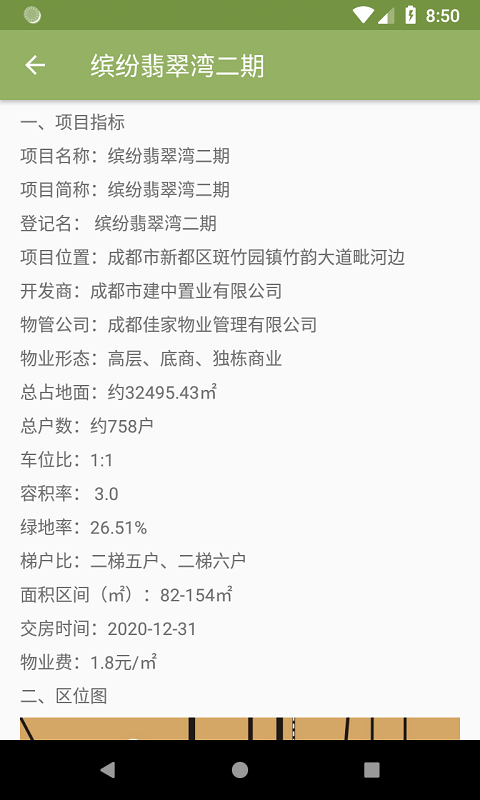 8:50
缤纷翡翠湾二期
一、项目指标
项目名称：缤纷翡翠湾二期
项目简称：缤纷翡翠湾二期
登记名： 缤纷翡翠湾二期
项目位置：成都市新都区斑竹园镇竹韵大道毗河边
开发商：成都市建中置业有限公司
物管公司：成都佳家物业管理有限公司
物业形态：高层、底商、独栋商业
总占地面：约32495.43㎡
总户数：约758户
车位比：1:1
容积率： 3.0
绿地率：26.51%
梯户比：二梯五户、二梯六户
面积区间（㎡）：82-154㎡
交房时间：2020-12-31
物业费：1.8元/㎡
二、区位图